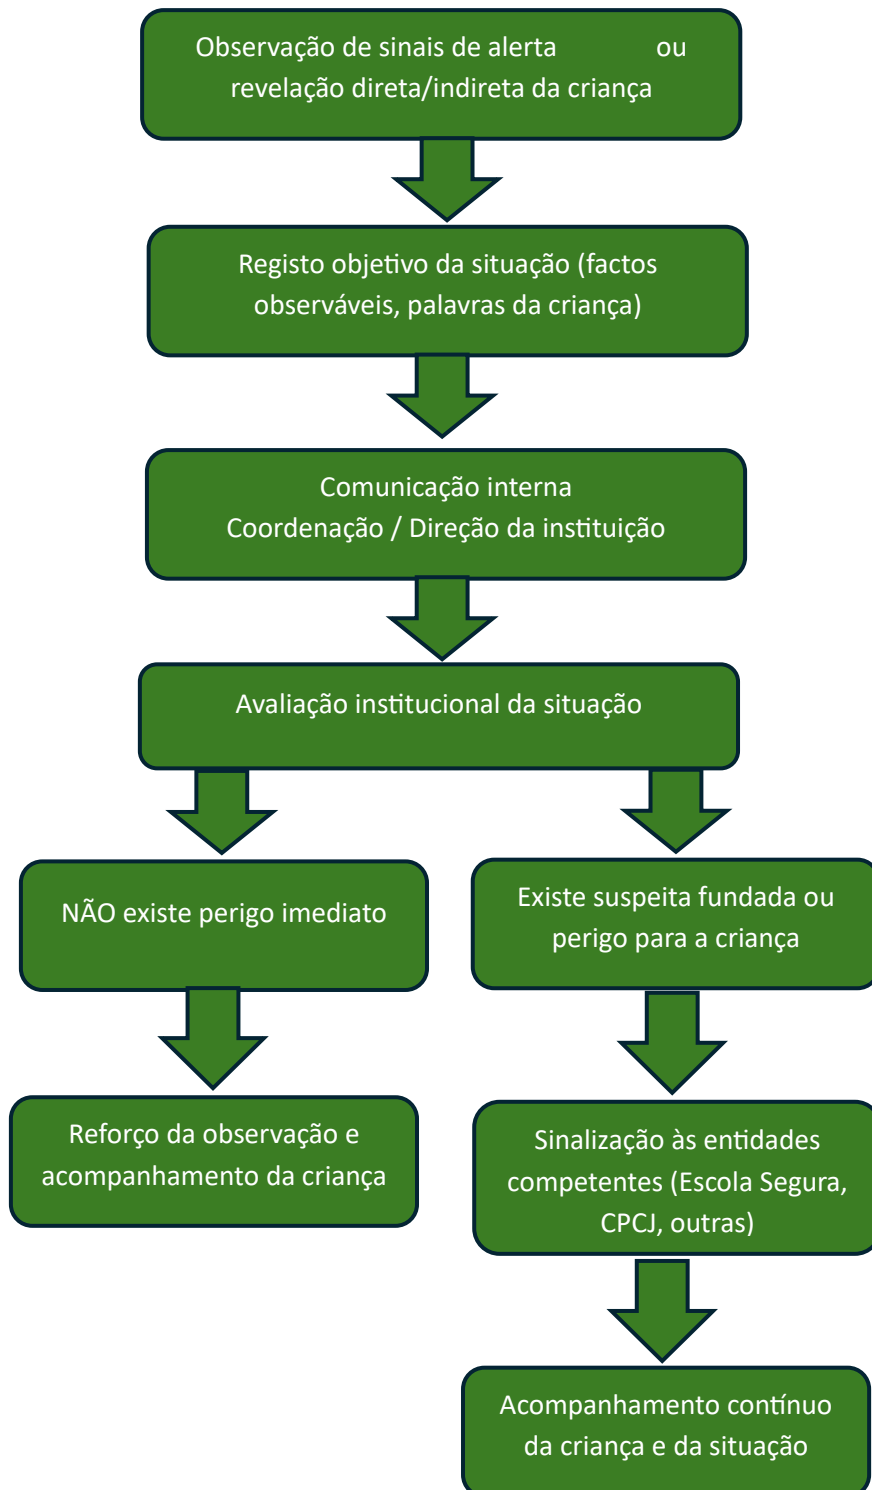 Observação de sinais de alerta ou
revelação direta/indireta da criança
Registo objetivo da situação (factos
observáveis, palavras da criança)
Comunicação interna
Coordenação / Direção da instituição
Avaliação institucional da situação
NÃO existe perigo imediato
Existe suspeita fundada ou
perigo para a criança
Reforço da observação e
acompanhamento da criança
Sinalização às entidades
competentes (Escola Segura,
CPCJ, outras)
Acompanhamento contínuo
da criança e da situação